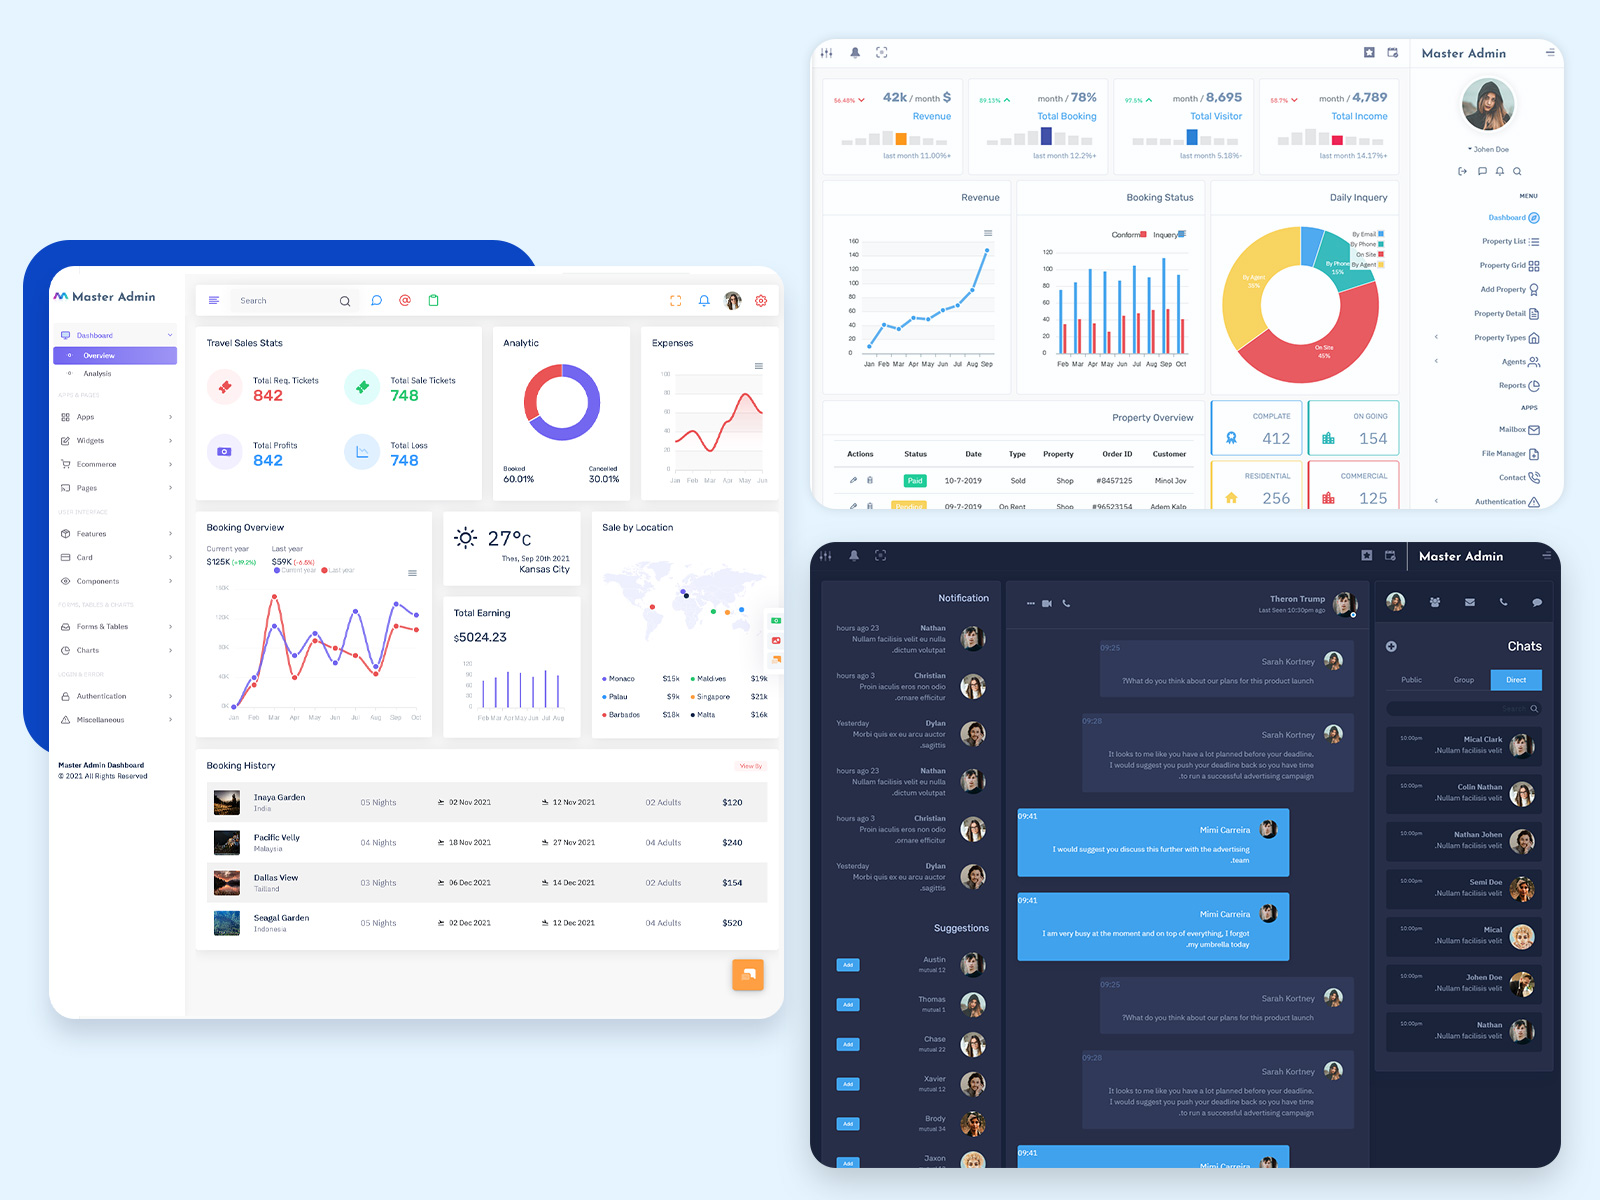 Master Admin
Dashboard
Overview
Analysis
APPS & PAGES
Apps
Widgets
Ecommerce
Pages
USER INTERFACE
Features
Card
Components
FORMS, TABLES & CHARTS
Forms & Tables
Charts
LOGIN & ERROR
Authentication
Miscellaneous
Master Admin Dashboard
© 2021 All Rights Reserved
Search
Travel Sales Stats
Total Req. Tickets
842
Total Sale Tickets
748
Total Profits
842
Total Loss
748
Analytic
Booked
60.01%
Cancelled
30.01%
Expenses
100
80
60
40
20
0
Jan Feb Mar Apr May Jun
Booking Overview
Current year
$125K (+19.2%)
Last year
$59K (-6.8%)
Current year Last year
160K
120K
80K
40K
0K
Jan Feb Mar Apr May Jun Jul Aug Sep Oct
27°C
Thes, Sep 20th 2021
Kansas City
Total Earning
$5024.23
120
90
60
30
0
Feb Mar Apr May Jun Jul Aug
Sale by Location
Monaco $15k
Maldives $19k
Palau $9k
Singapore $21k
Barbados $18k
Malta $16k
Booking History
View By
Inaya Garden
India
05 Nights 02 Nov 2021 12 Nov 2021 02 Adults $120
Pacific Velly
Malaysia
04 Nights 18 Nov 2021 27 Nov 2021 04 Adults $240
Dallas View
Tailand
03 Nights 06 Dec 2021 14 Dec 2021 02 Adults $154
Seagal Garden
Indonesia
05 Nights 02 Dec 2021 12 Dec 2021 04 Adults $520
Master Admin
56.48% 42k / month $
Revenue
last month 11.00%+
89.13% month / 78%
Total Booking
last month 12.2%+
97.5% month / 8,695
Total Visitor
last month 5.18%-
55.7% month / 4,789
Total Income
last month 14.17%+
Revenue
160
140
120
100
80
60
40
20
0
Jan Feb Mar Apr May Jun Jul Aug Sep
Booking Status
Conform Inquery
120
100
80
60
40
20
0
Feb Mar Apr May Jun Jul Aug Sep Oct
Daily Inquery
By Email
By Phone
On Site
By Agent
By Phone
15%
By Agent
On Site
45%
Property Overview
Actions Status Date Type Property Order ID Customer
Paid 10-7-2019 Sold Shop #8457125 Minol Jov
Pending 09-7-2019 On Rent Shop #96523154 Adem Kalo
COMPLATE
412
ON GOING
154
RESIDENTIAL
256
COMMERCIAL
125
Johen Doe
MENU
Dashboard
Property List
Property Grid
Add Property
Property Detail
Property Types
Agents
Reports
APPS
Mailbox
File Manager
Contact
Authentication
Master Admin
Notification
hours ago 23 Nathan
Nullam facilisis velit eu nulla
.dictum volutpat
hours ago 3 Christian
Proin iaculis eros non odio
.ornare efficitur
Yesterday Dylan
Morbi quis ex eu arcu auctor
.sagittis
hours ago 23 Nathan
Nullam facilisis velit eu nulla
.dictum volutpat
hours ago 3 Christian
Proin iaculis eros non odio
.ornare efficitur
Yesterday Dylan
Morbi quis ex eu arcu auctor
.sagittis
Suggestions
Add Austin
mutual 12
Add Thomas
mutual 1
Add Chase
mutual 22
Add Xavier
mutual 12
Add Brody
mutual 34
Add Jaxon
Theron Trump
Last Seen 10:30pm ago
09:25
Sarah Kortney
?What do you think about our plans for this product launch
09:28
Sarah Kortney
It looks to me like you have a lot planned before your deadline.
I would suggest you push your deadline back so you have time
.to run a successful advertising campaign
09:41
Mimi Carreira
I would suggest you discuss this further with the advertising
.team
09:41
Mimi Carreira
I am very busy at the moment and on top of everything, I forgot
.my umbrella today
09:25
Sarah Kortney
?What do you think about our plans for this product launch
09:28
Sarah Kortney
It looks to me like you have a lot planned before your deadline.
I would suggest you push your deadline back so you have time
.to run a successful advertising campaign
09:41
Mimi Carreira
Chats
Public Group Direct
Search
10:00pm Mical Clark
.Nullam facilisis velit
10:00pm Colin Nathan
.Nullam facilisis velit
10:00pm Nathan Johen
.Nullam facilisis velit
10:00pm Semi Doe
.Nullam facilisis velit
10:00pm Mical
.Nullam facilisis velit
10:00pm Johen Doe
.Nullam facilisis velit
10:00pm Nathan
.Nullam facilisis velit